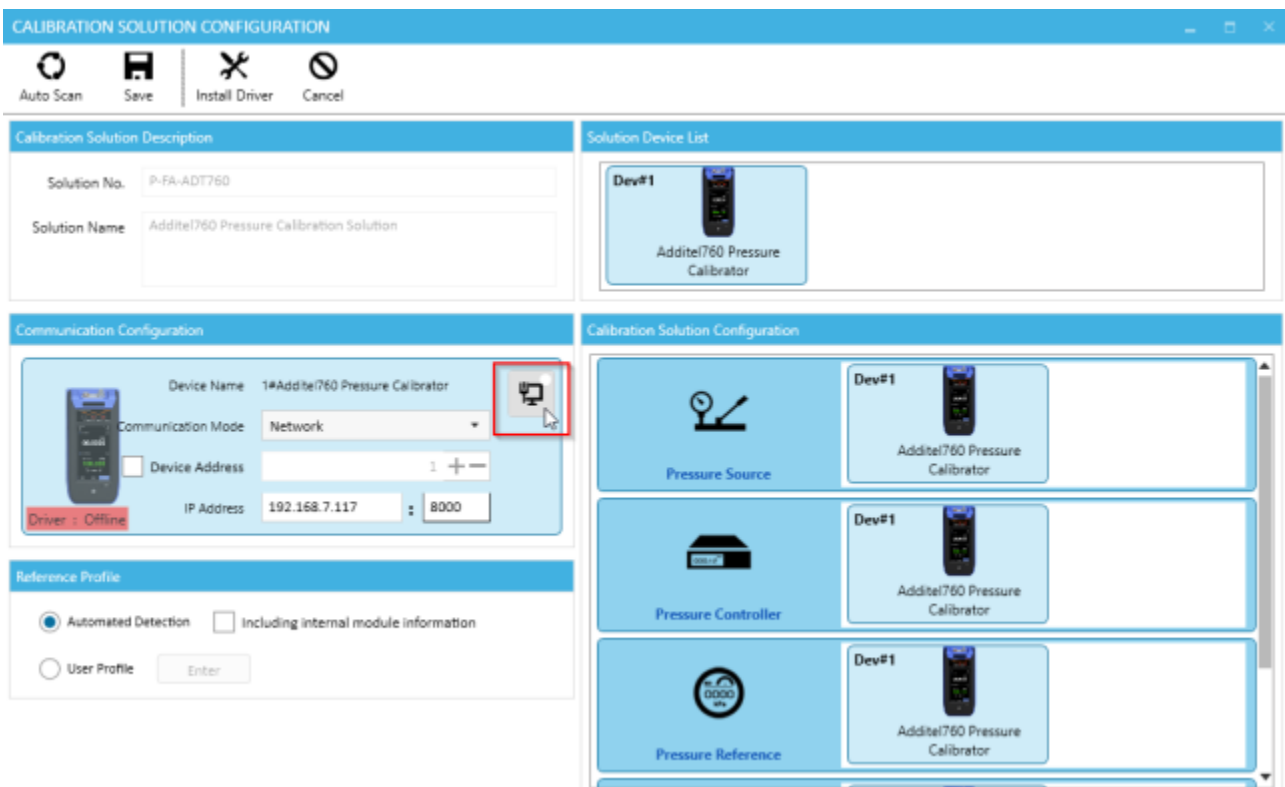 CALIBRATION SOLUTION CONFIGURATION
Auto Scan
Save
Install Driver
Cancel
Calibration Solution Description
Solution No.
P-FA-ADT760
Solution Name
Additel760 Pressure Calibration Solution
Solution Device List
Dev#1
Additel760 Pressure
Calibrator
Communication Configuration
Device Name
1#Additel760 Pressure Calibrator
Communication Mode
Network
Device Address
1
IP Address
192.168.7.117
:
8000
Driver : Offline
Reference Profile
Automated Detection
Including internal module information
User Profile
Enter
Calibration Solution Configuration
Pressure Source
Dev#1
Additel760 Pressure
Calibrator
Pressure Controller
Dev#1
Additel760 Pressure
Calibrator
0000
Pressure Reference
Dev#1
Additel760 Pressure
Calibrator